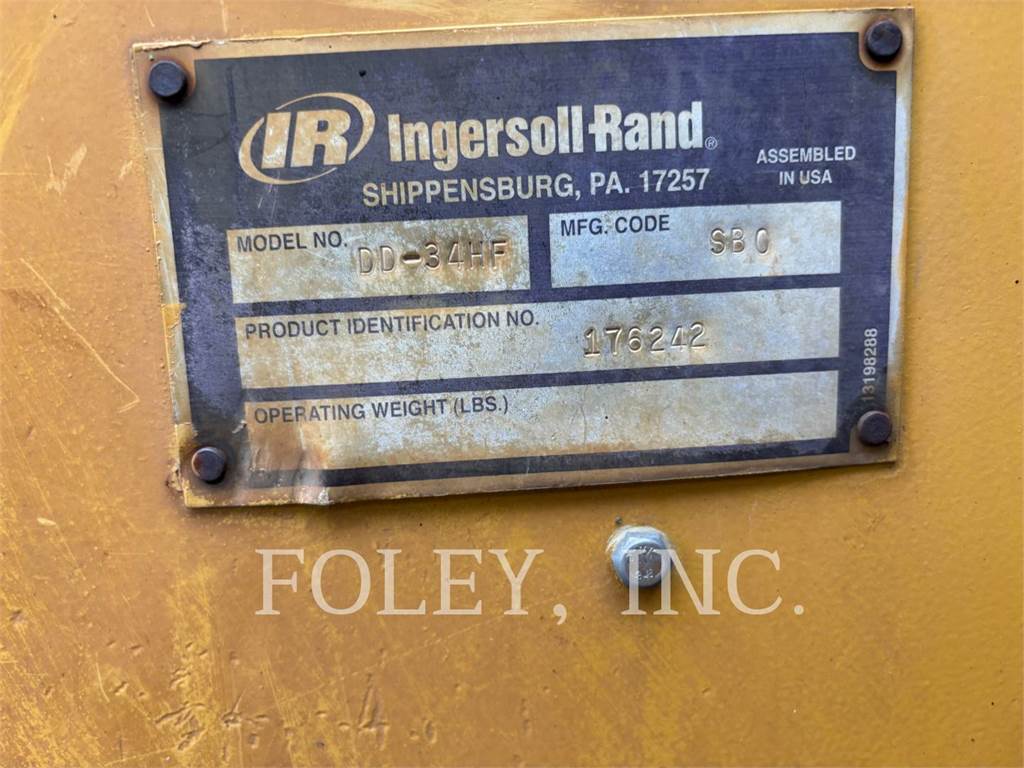 IR Ingersoll-Rand®
SHIPPENSBURG, PA. 17257
ASSEMBLED
IN USA
MODEL NO. DD-34HF
MFG. CODE SBO
PRODUCT IDENTIFICATION NO. 176242
OPERATING WEIGHT (LBS.)
13198288
FOLEY, INC.